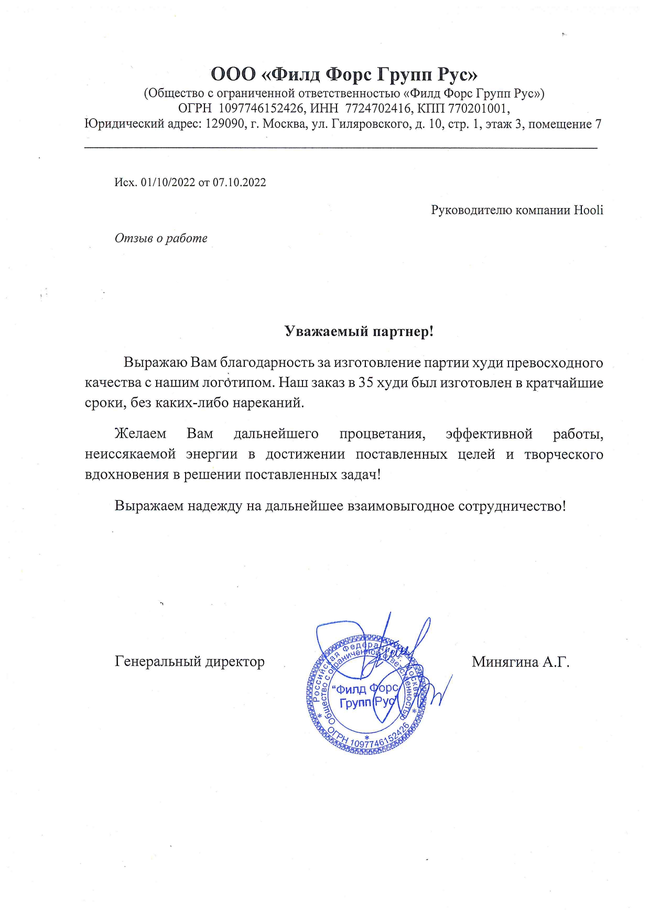 ООО «Филд Форс Групп Рус»
(Общество с ограниченной ответственностью «Филд Форс Групп Рус»)
ОГРН 1097746152426, ИНН 7724702416, КПП 770201001,
Юридический адрес: 129090, г. Москва, ул. Гиляровского, д. 10, стр. 1, этаж 3, помещение 7
Исх. 01/10/2022 от 07.10.2022
Руководителю компании Hooli
Отзыв о работе
Уважаемый партнер!
Выражаю Вам благодарность за изготовление партии худи превосходного
качества с нашим логотипом. Наш заказ в 35 худи был изготовлен в кратчайшие
сроки, без каких-либо нареканий.
Желаем Вам дальнейшего процветания, эффективной работы,
неиссякаемой энергии в достижении поставленных целей и творческого
вдохновения в решении поставленных задач!
Выражаем надежду на дальнейшее взаимовыгодное сотрудничество!
Генеральный директор
Минягина А.Г.
Российская Федерация
Общество с ограниченной ответственностью
"Филд Форс
Групп Рус"
* ОГРН 1097746152426 *